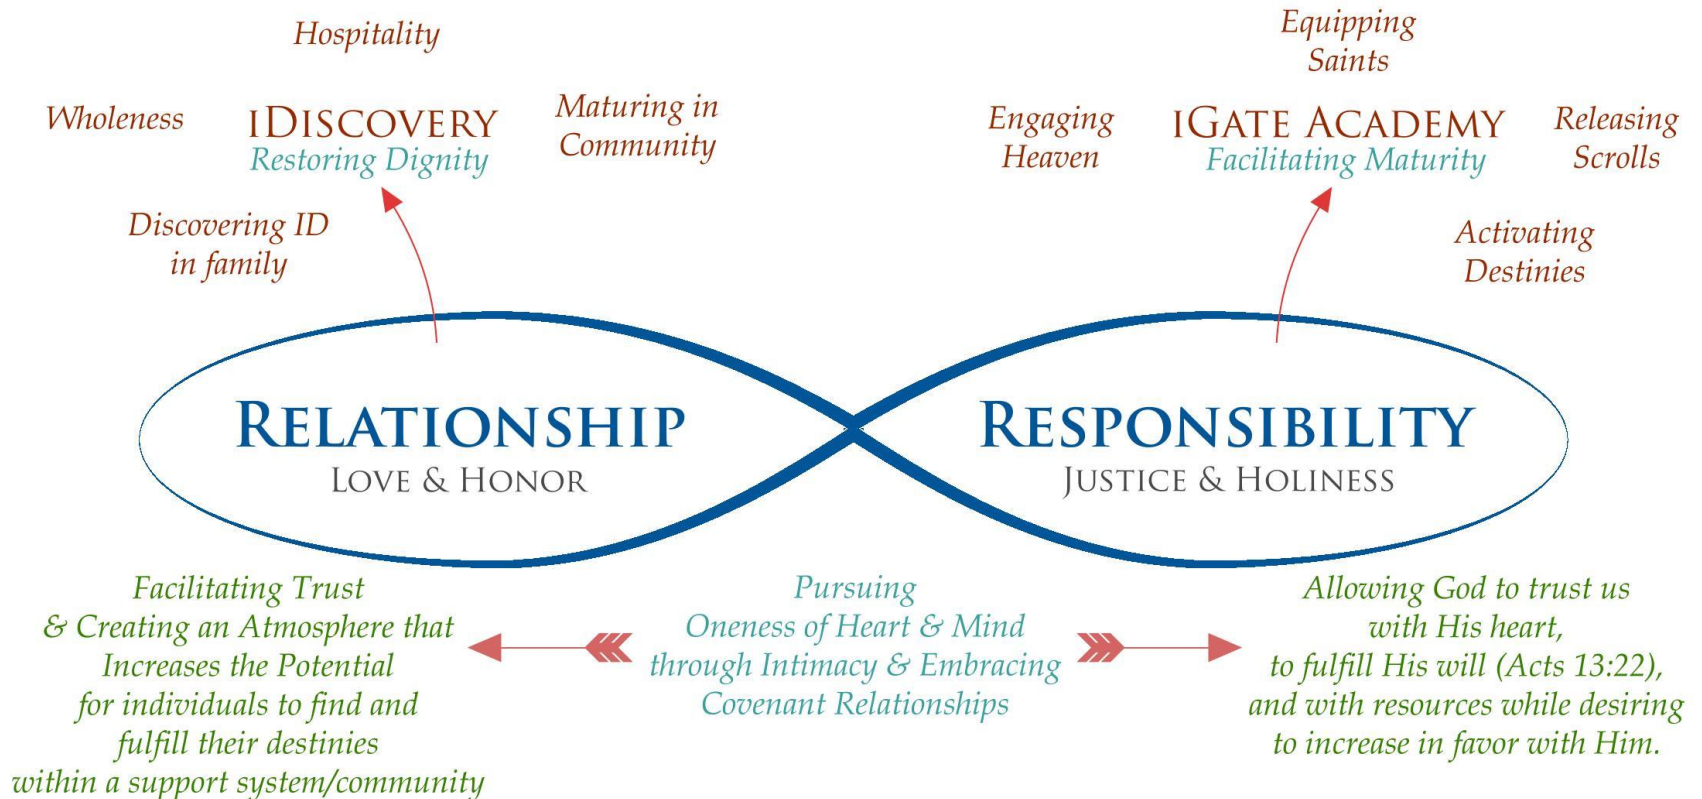 Hospitality
Wholeness
iDiscovery
Restoring Dignity
Maturing in
Community
Discovering ID
in family
Equipping
Saints
Engaging
Heaven
iGate Academy
Facilitating Maturity
Releasing
Scrolls
Activating
Destinies
Relationship
Love & Honor
Responsibility
Justice & Holiness
Facilitating Trust
& Creating an Atmosphere that
Increases the Potential
for individuals to find and
fulfill their destinies
within a support system/community
Pursuing
Oneness of Heart & Mind
through Intimacy & Embracing
Covenant Relationships
Allowing God to trust us
with His heart,
to fulfill His will (Acts 13:22),
and with resources while desiring
to increase in favor with Him.